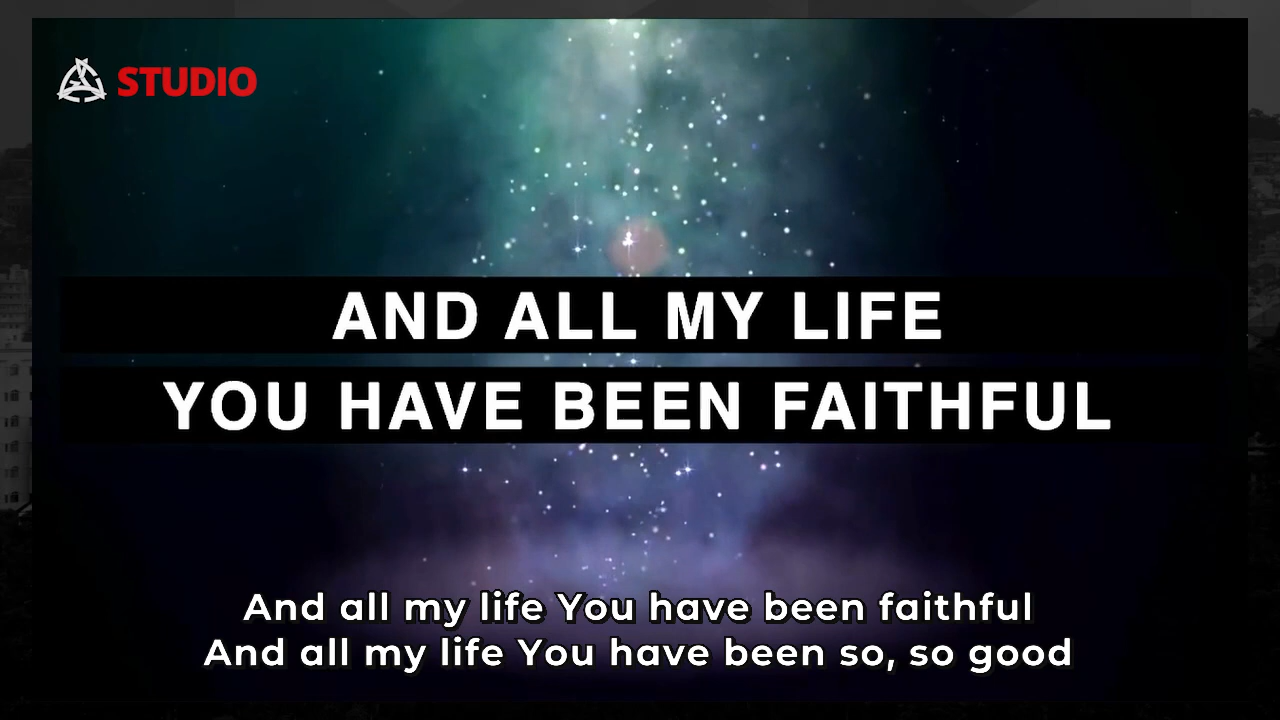 STUDIO
AND ALL MY LIFE
YOU HAVE BEEN FAITHFUL
And all my life You have been faithful
And all my life You have been so, so good